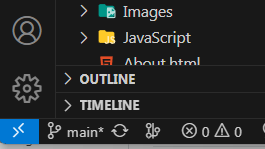 Images
JavaScript
About.html
OUTLINE
TIMELINE
main* 0 0